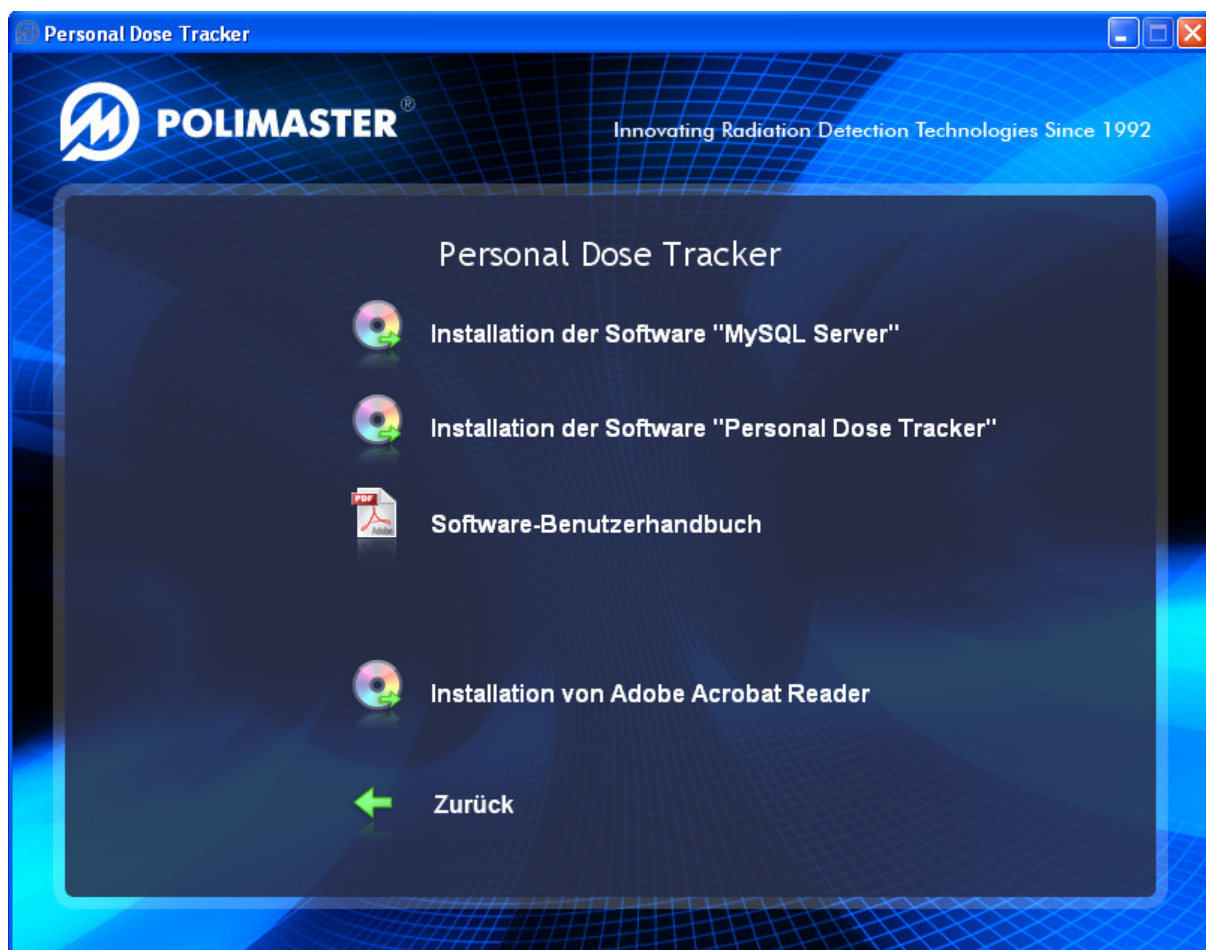 Personal Dose Tracker
POLIMASTER®
Innovating Radiation Detection Technologies Since 1992
Personal Dose Tracker
Installation der Software "MySQL Server"
Installation der Software "Personal Dose Tracker"
PDF
Adobe
Software-Benutzerhandbuch
Installation von Adobe Acrobat Reader
Zurück